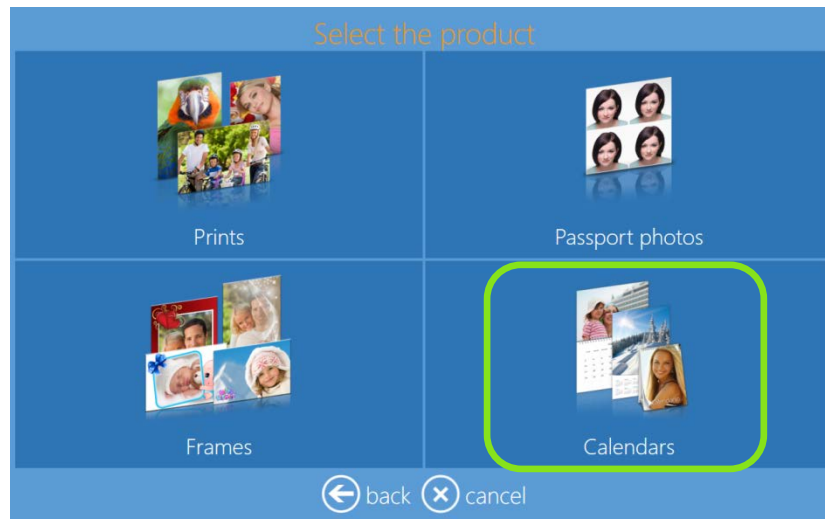 Select the product
Prints
Passport photos
Frames
Calendars
back cancel